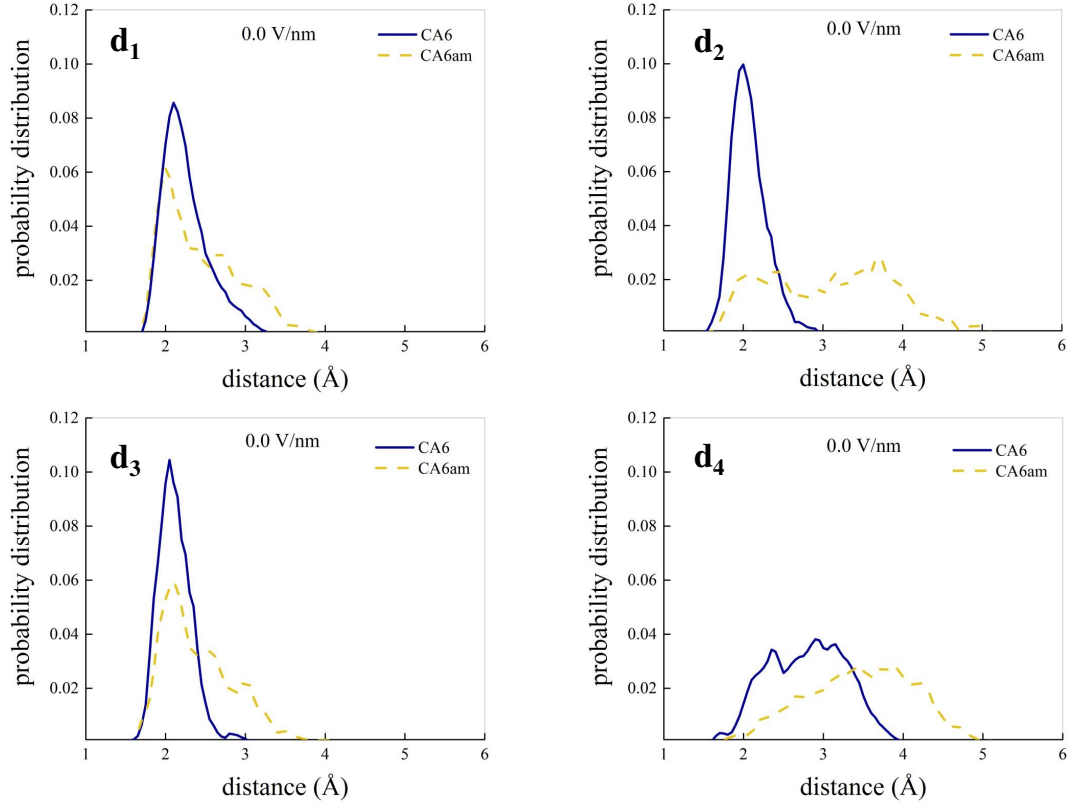 d₁
0.0 V/nm
CA6
CA6am
probability distribution
0.12
0.10
0.08
0.06
0.04
0.02
1 2 3 4 5 6
distance (Å)
d₂
0.0 V/nm
CA6
CA6am
probability distribution
0.12
0.10
0.08
0.06
0.04
0.02
1 2 3 4 5 6
distance (Å)
d₃
0.0 V/nm
CA6
CA6am
probability distribution
0.12
0.10
0.08
0.06
0.04
0.02
1 2 3 4 5 6
distance (Å)
d₄
0.0 V/nm
CA6
CA6am
probability distribution
0.12
0.10
0.08
0.06
0.04
0.02
1 2 3 4 5 6
distance (Å)